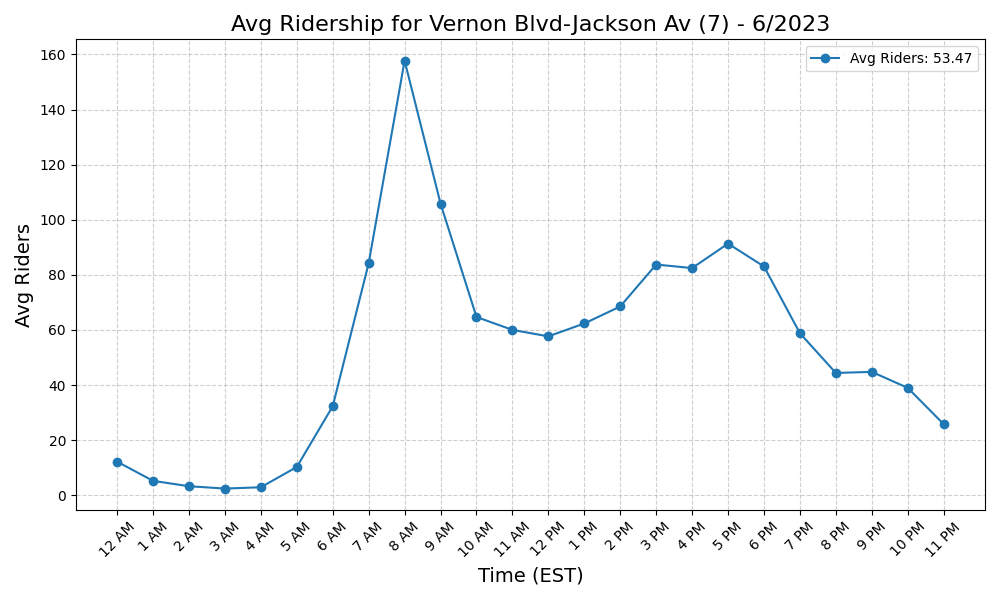 Avg Ridership for Vernon Blvd-Jackson Av (7) - 6/2023
Avg Riders: 53.47
Avg Riders
160
140
120
100
80
60
40
20
0
12 AM
1 AM
2 AM
3 AM
4 AM
5 AM
6 AM
7 AM
8 AM
9 AM
10 AM
11 AM
12 PM
1 PM
2 PM
3 PM
4 PM
5 PM
6 PM
7 PM
8 PM
9 PM
10 PM
11 PM
Time (EST)